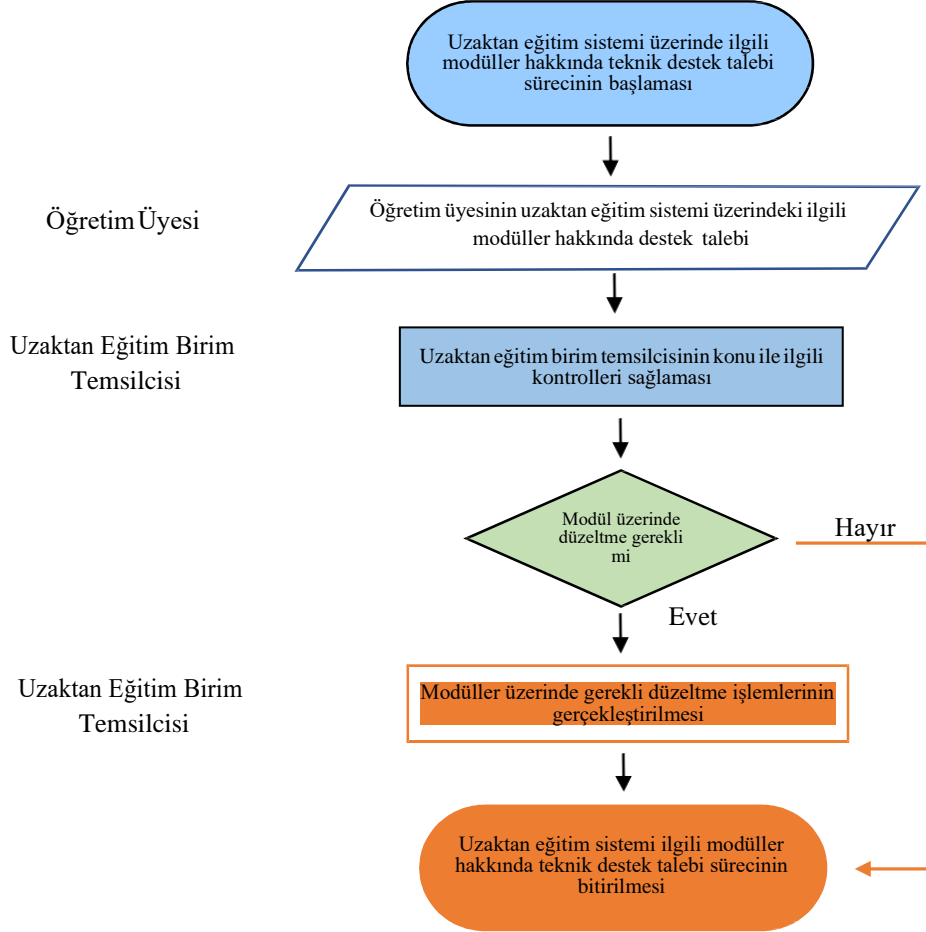 Uzaktan eğitim sistemi üzerinde ilgili
modüller hakkında teknik destek talebi
sürecinin başlaması
Öğretim Üyesi
Öğretim üyesinin uzaktan eğitim sistemi üzerindeki ilgili
modüller hakkında destek talebi
Uzaktan Eğitim Birim
Temsilcisi
Uzaktan eğitim birim temsilcisinin konu ile ilgili
kontrolleri sağlaması
Modül üzerinde
düzeltme gerekli
mi
Hayır
Evet
Uzaktan Eğitim Birim
Temsilcisi
Modüller üzerinde gerekli düzeltme işlemlerinin
gerçekleştirilmesi
Uzaktan eğitim sistemi ilgili modüller
hakkında teknik destek talebi sürecinin
bitirilmesi